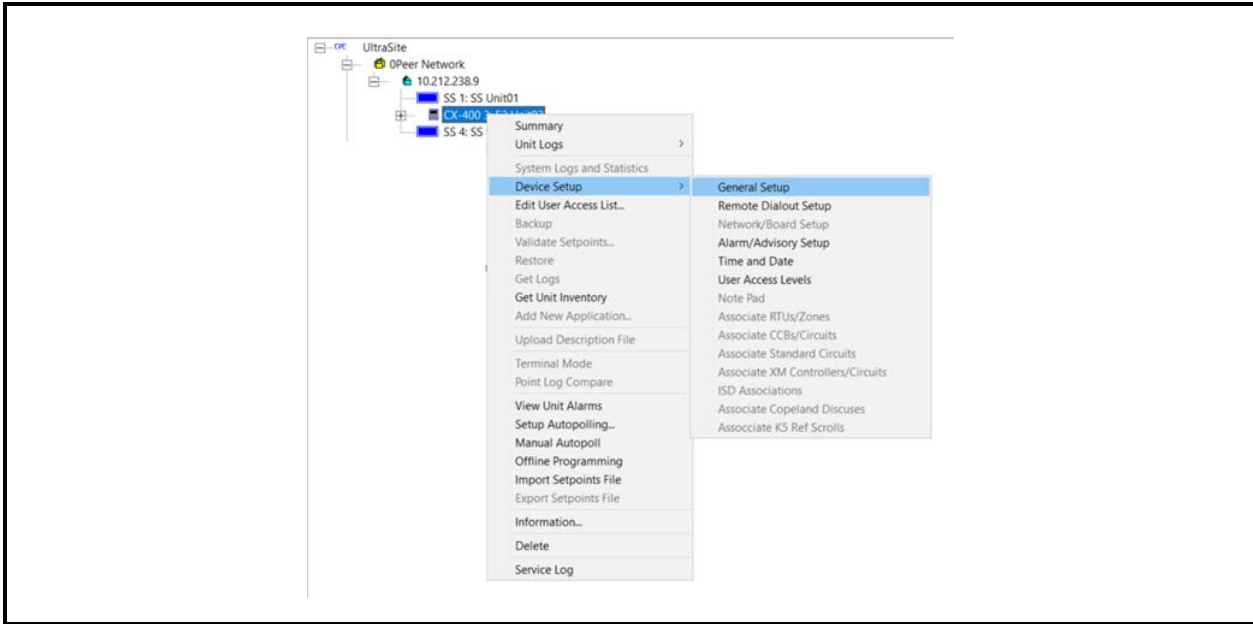 CPC UltraSite
0Peer Network
10.212.238.9
SS 1: SS Unit01
CX-400 3: E2 Unit03
SS 4: SS
Summary
Unit Logs
System Logs and Statistics
Device Setup
Edit User Access List...
Backup
Validate Setpoints...
Restore
Get Logs
Get Unit Inventory
Add New Application...
Upload Description File
Terminal Mode
Point Log Compare
View Unit Alarms
Setup Autopolling...
Manual Autopoll
Offline Programming
Import Setpoints File
Export Setpoints File
Information...
Delete
Service Log
General Setup
Remote Dialout Setup
Network/Board Setup
Alarm/Advisory Setup
Time and Date
User Access Levels
Note Pad
Associate RTUs/Zones
Associate CCBs/Circuits
Associate Standard Circuits
Associate XM Controllers/Circuits
ISD Associations
Associate Copeland Discuses
Assocciate K5 Ref Scrolls